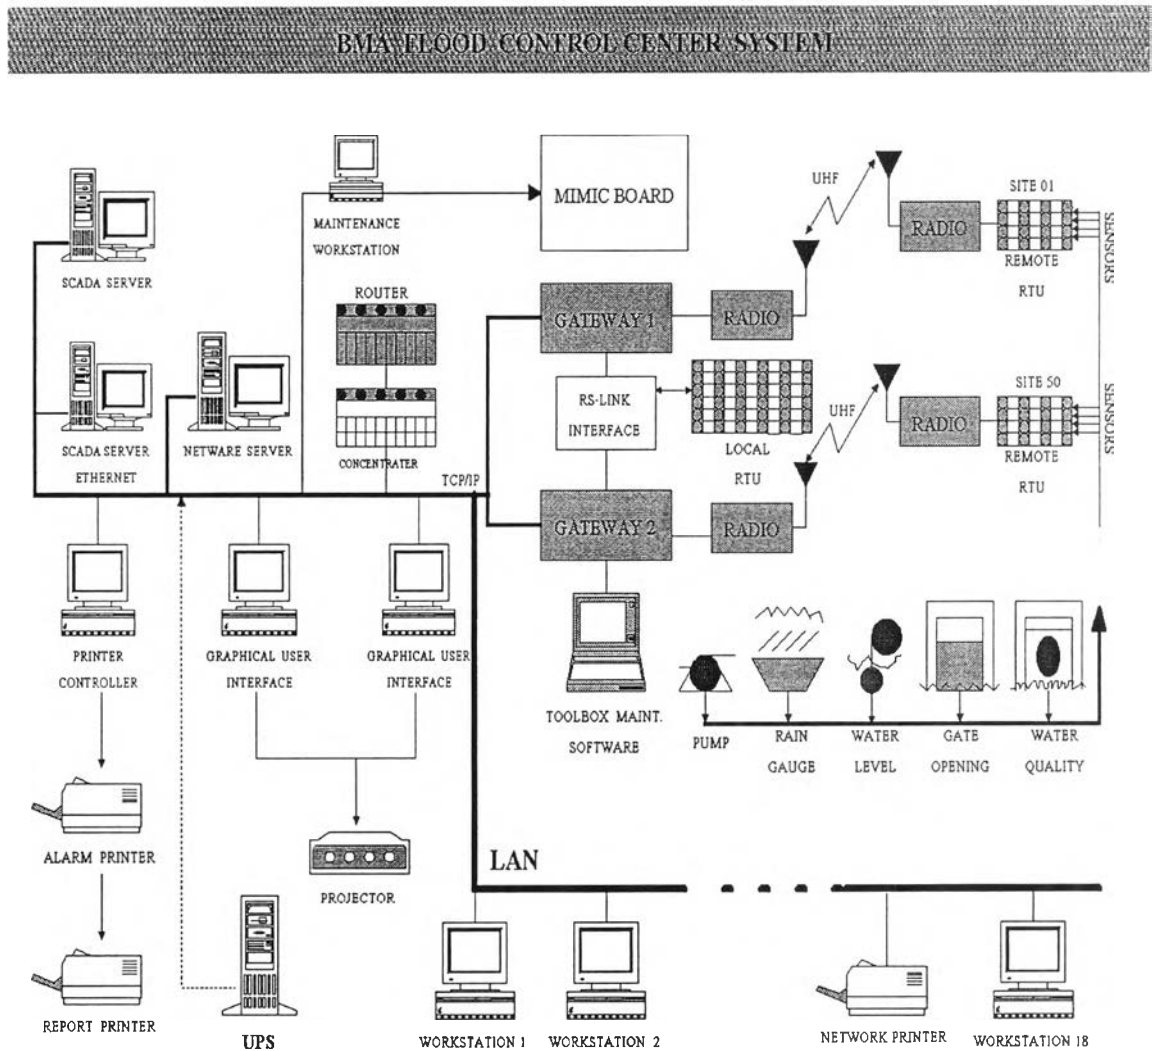 BMA FLOOD CONTROL CENTER SYSTEM
SCADA SERVER
MAINTENANCE
WORKSTATION
MIMIC BOARD
UHF
RADIO
SITE 01
REMOTE
RTU
SENSORS
ROUTER
GATEWAY 1
RADIO
SCADA SERVER
ETHERNET
NETWARE SERVER
CONCENTRATER
RS-LINK
INTERFACE
LOCAL
RTU
UHF
RADIO
SITE 50
REMOTE
RTU
SENSORS
TCP/IP
GATEWAY 2
RADIO
PRINTER
CONTROLLER
GRAPHICAL USER
INTERFACE
GRAPHICAL USER
INTERFACE
TOOLBOX MAINT.
SOFTWARE
PUMP
RAIN
GAUGE
WATER
LEVEL
GATE
OPENING
WATER
QUALITY
ALARM PRINTER
PROJECTOR
LAN
REPORT PRINTER
UPS
WORKSTATION 1
WORKSTATION 2
NETWORK PRINTER
WORKSTATION 18